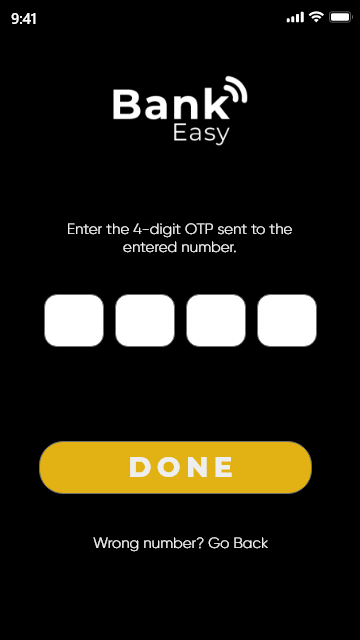 9:41
Bank
Easy
Enter the 4-digit OTP sent to the
entered number.
DONE
Wrong number? Go Back